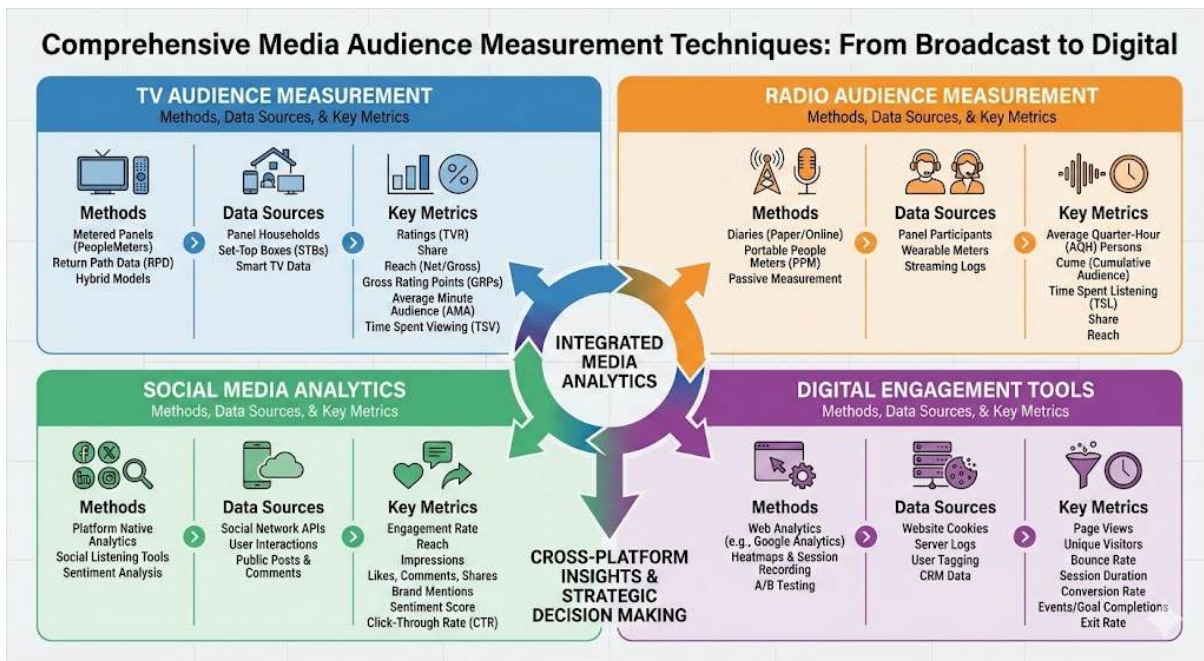 Comprehensive Media Audience Measurement Techniques: From Broadcast to Digital
TV AUDIENCE MEASUREMENT
Methods, Data Sources, & Key Metrics
Methods
Metered Panels
(PeopleMeters)
Return Path Data (RPD)
Hybrid Models
Data Sources
Panel Households
Set-Top Boxes (STBs)
Smart TV Data
Key Metrics
Ratings (TVR)
Share
Reach (Net/Gross)
Gross Rating Points (GRPs)
Average Minute
Audience (AMA)
Time Spent Viewing (TSV)
RADIO AUDIENCE MEASUREMENT
Methods, Data Sources, & Key Metrics
Methods
Diaries (Paper/Online)
Portable People
Meters (PPM)
Passive Measurement
Data Sources
Panel Participants
Wearable Meters
Streaming Logs
Key Metrics
Average Quarter-Hour
(AQH) Persons
Cume (Cumulative
Audience)
Time Spent Listening
(TSL)
Share
Reach
INTEGRATED
MEDIA
ANALYTICS
SOCIAL MEDIA ANALYTICS
Methods, Data Sources, & Key Metrics
Methods
Platform Native
Analytics
Social Listening Tools
Sentiment Analysis
Data Sources
Social Network APIs
User Interactions
Public Posts &
Comments
Key Metrics
Engagement Rate
Reach
Impressions
Likes, Comments, Shares
Brand Mentions
Sentiment Score
Click-Through Rate (CTR)
CROSS-PLATFORM
INSIGHTS &
STRATEGIC
DECISION MAKING
DIGITAL ENGAGEMENT TOOLS
Methods, Data Sources, & Key Metrics
Methods
Web Analytics
(e.g., Google Analytics)
Heatmaps & Session
Recording
A/B Testing
Data Sources
Website Cookies
Server Logs
User Tagging
CRM Data
Key Metrics
Page Views
Unique Visitors
Bounce Rate
Session Duration
Conversion Rate
Events/Goal Completions
Exit Rate